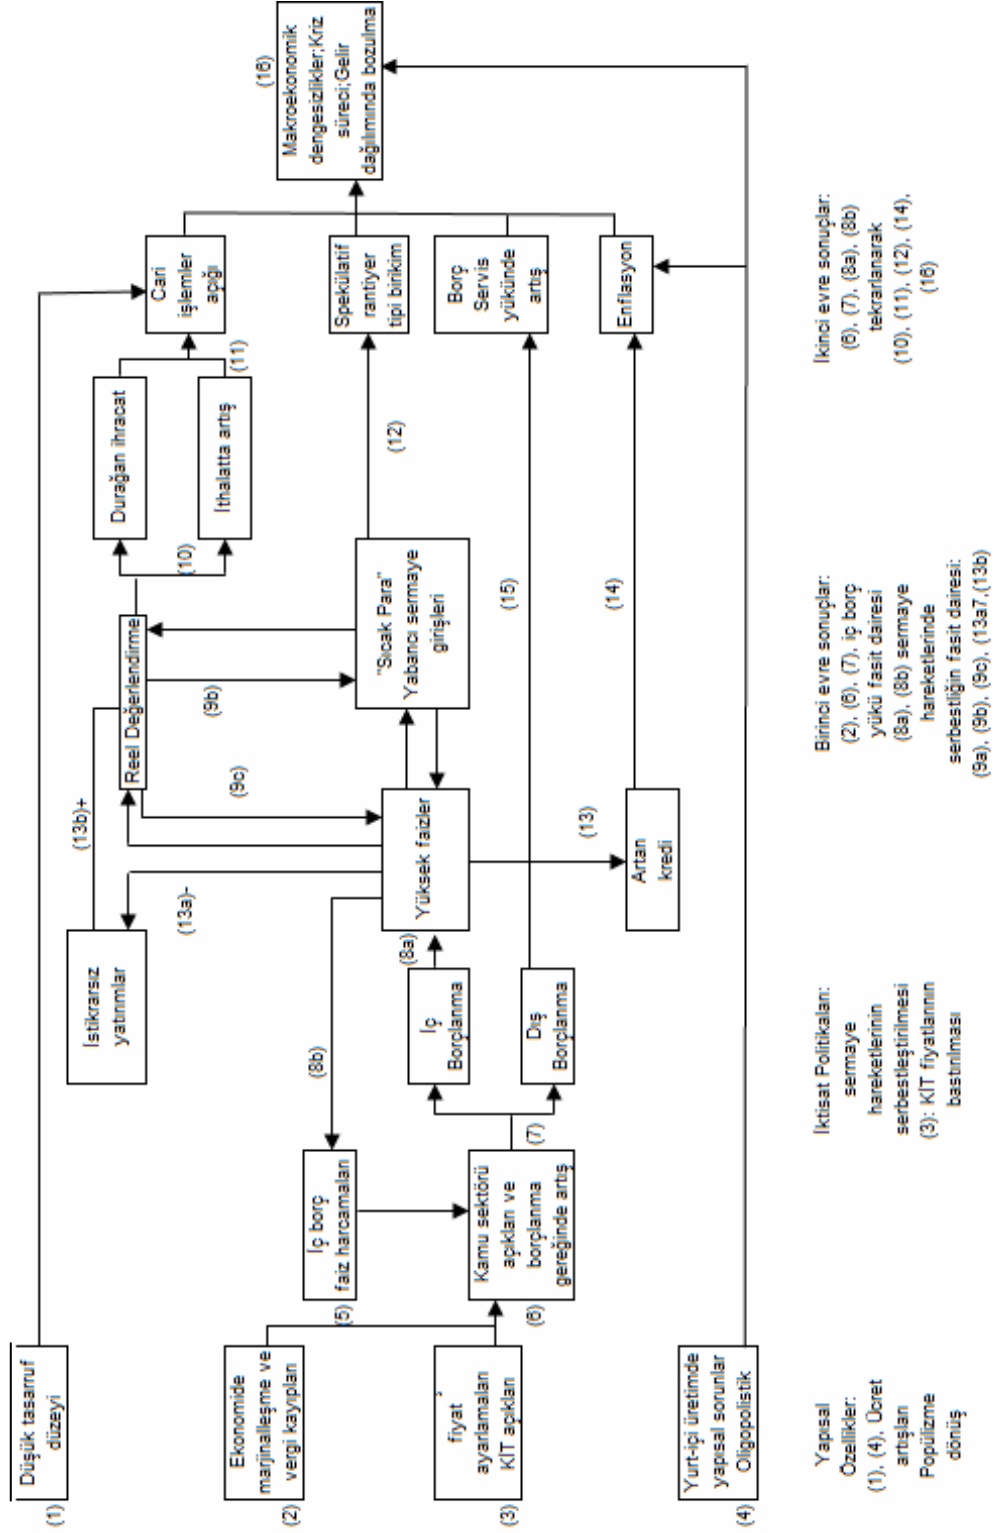 (1)
Düşük tasarruf
düzeyi
(2)
Ekonomide
marjinalleşme ve
vergi kayıpları
(3)
fiyat
ayarlamaları
KİT açıkları
(4)
Yurt-içi üretimde
yapısal sorunlar
Oligopolistik
(5)
İç borç
faiz harcamaları
(6)
Kamu sektörü
açıkları ve
borçlanma
gereğinde artış
(7)
(8b)
İstikrarsız
yatırımlar
İç
Borçlanma
Dış
Borçlanma
(8a)
(13a)-
(13b)+
Yüksek faizler
(9c)
(9b)
Reel Değerlendirme
"Sıcak Para"
Yabancı sermaye
girişleri
(13)
Artan
kredi
(10)
Durağan ihracat
İthalatta artış
(11)
(12)
(15)
(14)
Cari
işlemler
açığı
Spekülatif
rantiyer
tipi birikim
Borç
Servis
yükünde
artış
Enflasyon
(16)
Makroekonomik
dengesizlikler;Kriz
süreci;Gelir
dağılımında bozulma
Yapısal
Özellikler:
(1), (4), Ücret
artışları
Popülizme
dönüş
İktisat Politikaları:
sermaye
hareketlerinin
serbestleştirilmesi
(3): KİT fiyatlarının
bastırılması
Birinci evre sonuçlar:
(2), (6), (7), iç borç
yükü fasit dairesi
(8a), (8b) sermaye
hareketlerinde
serbestliğin fasit dairesi:
(9a), (9b), (9c), (13a7,(13b)
İkinci evre sonuçlar:
(6), (7), (8a), (8b)
tekrarlanarak
(10), (11), (12), (14),
(16)